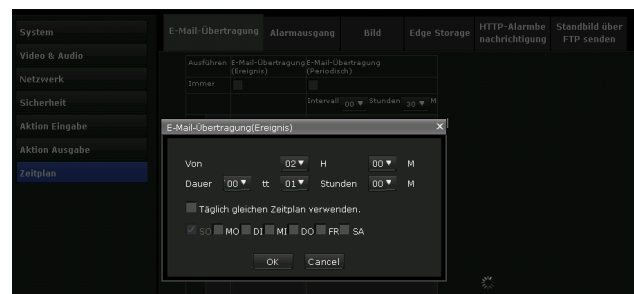 System
Video & Audio
Netzwerk
Sicherheit
Aktion Eingabe
Aktion Ausgabe
Zeitplan
E-Mail-Übertragung Alarmausgang Bild Edge Storage HTTP-Alarmbe Standbild über
nachrichtigung FTP senden
Ausführen E-Mail-Übertragung E-Mail-Übertragung
(Ereignis) (Periodisch)
Immer
Intervall 00 Stunden 30 M
E-Mail-Übertragung(Ereignis) X
Von 02 H 00 M
Dauer 00 tt 01 Stunden 00 M
Täglich gleichen Zeitplan verwenden.
SO MO DI MI DO FR SA
OK Cancel